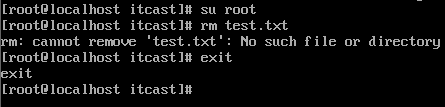 [root@localhost itcast]# su root
[root@localhost itcast]# rm test.txt
rm: cannot remove 'test.txt': No such file or directory
[root@localhost itcast]# exit
exit
[root@localhost itcast]#